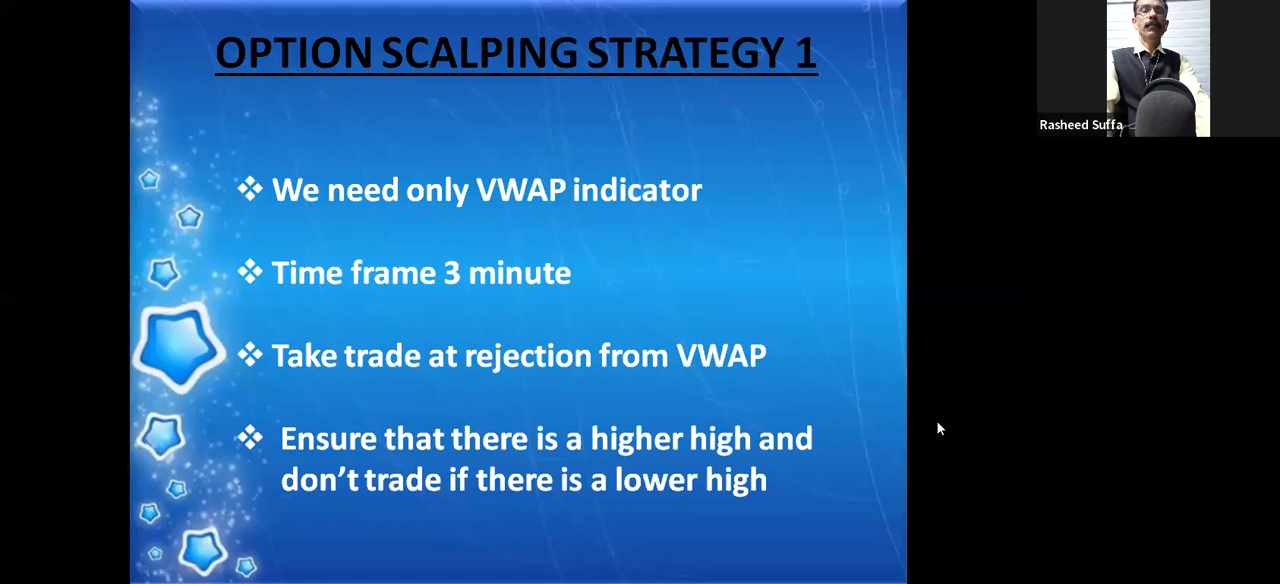 OPTION SCALPING STRATEGY 1
Rasheed Suffa
❖ We need only VWAP indicator
❖ Time frame 3 minute
❖ Take trade at rejection from VWAP
❖ Ensure that there is a higher high and
don't trade if there is a lower high